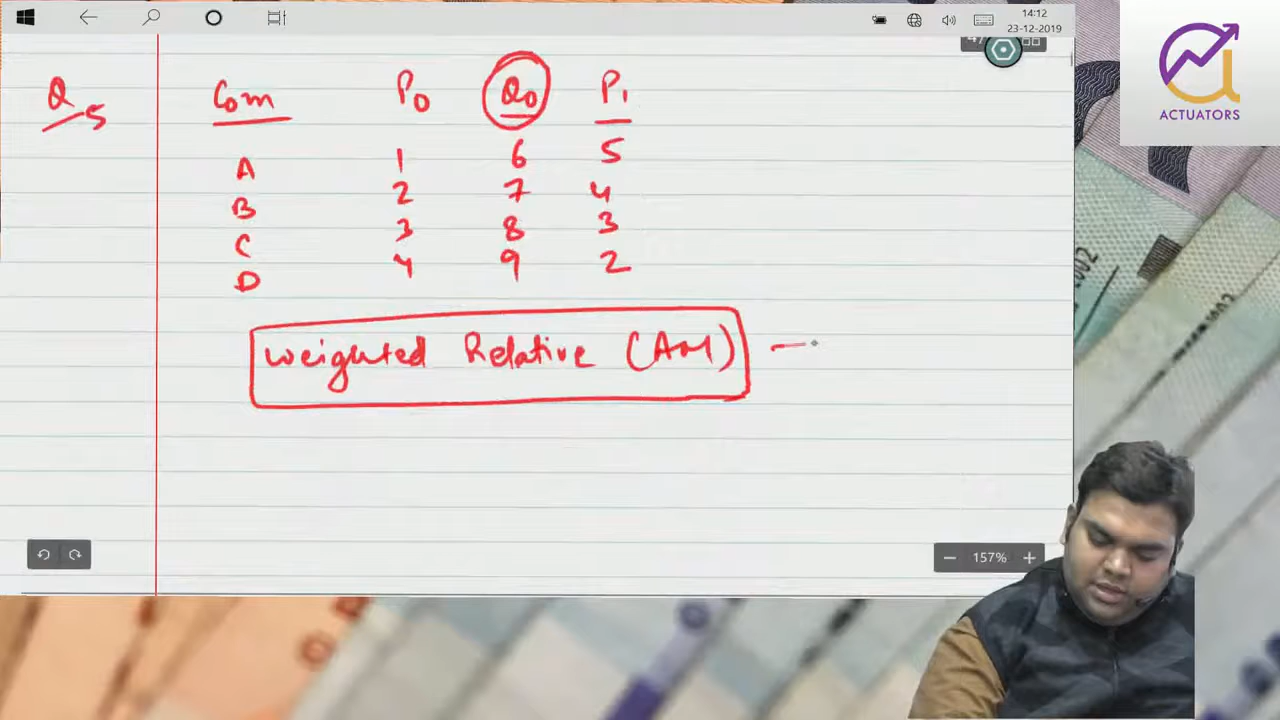 14:12
23-12-2019
ACTUATORS
Q 5
Com P0 Q0 P1
A 1 6 5
B 2 7 4
C 3 8 3
D 4 9 2
Weighted Relative (AM)
157%